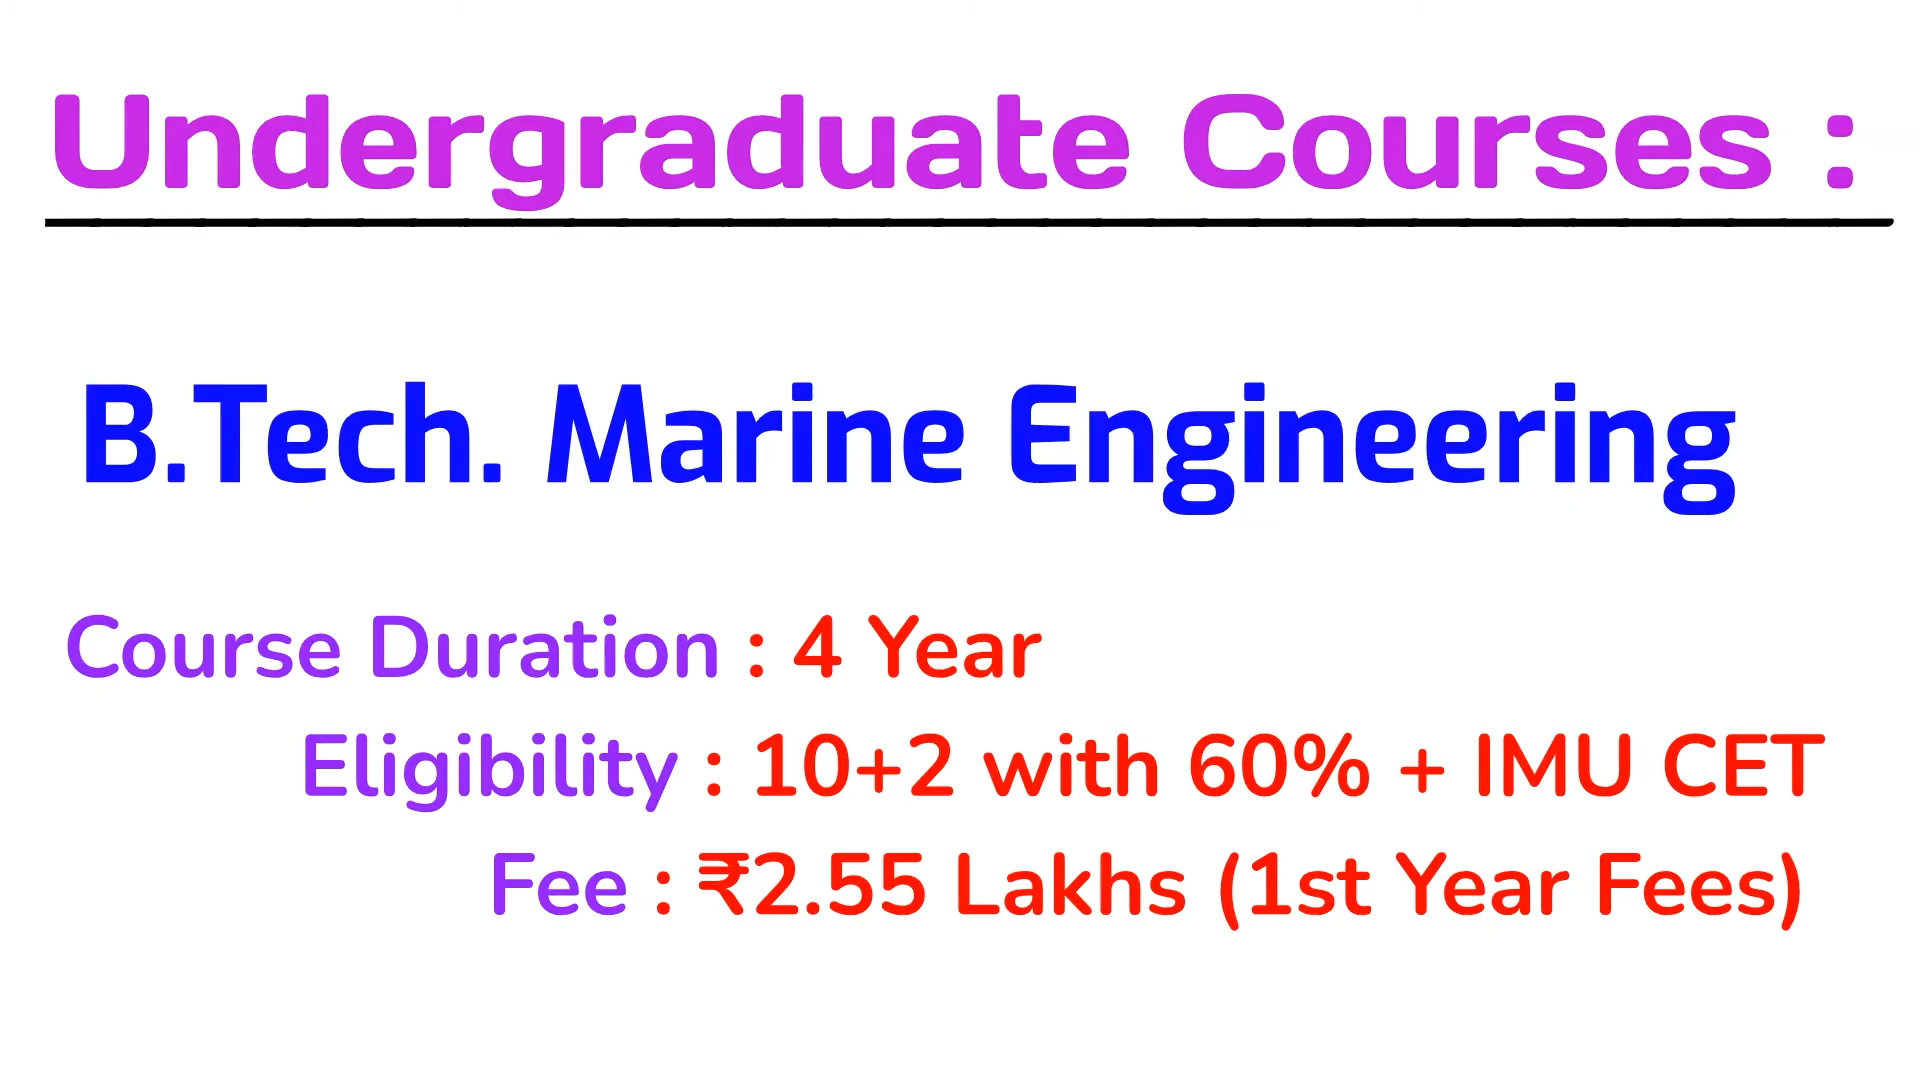 Undergraduate Courses :
B.Tech. Marine Engineering
Course Duration : 4 Year
Eligibility : 10+2 with 60% + IMU CET
Fee : ₹2.55 Lakhs (1st Year Fees)